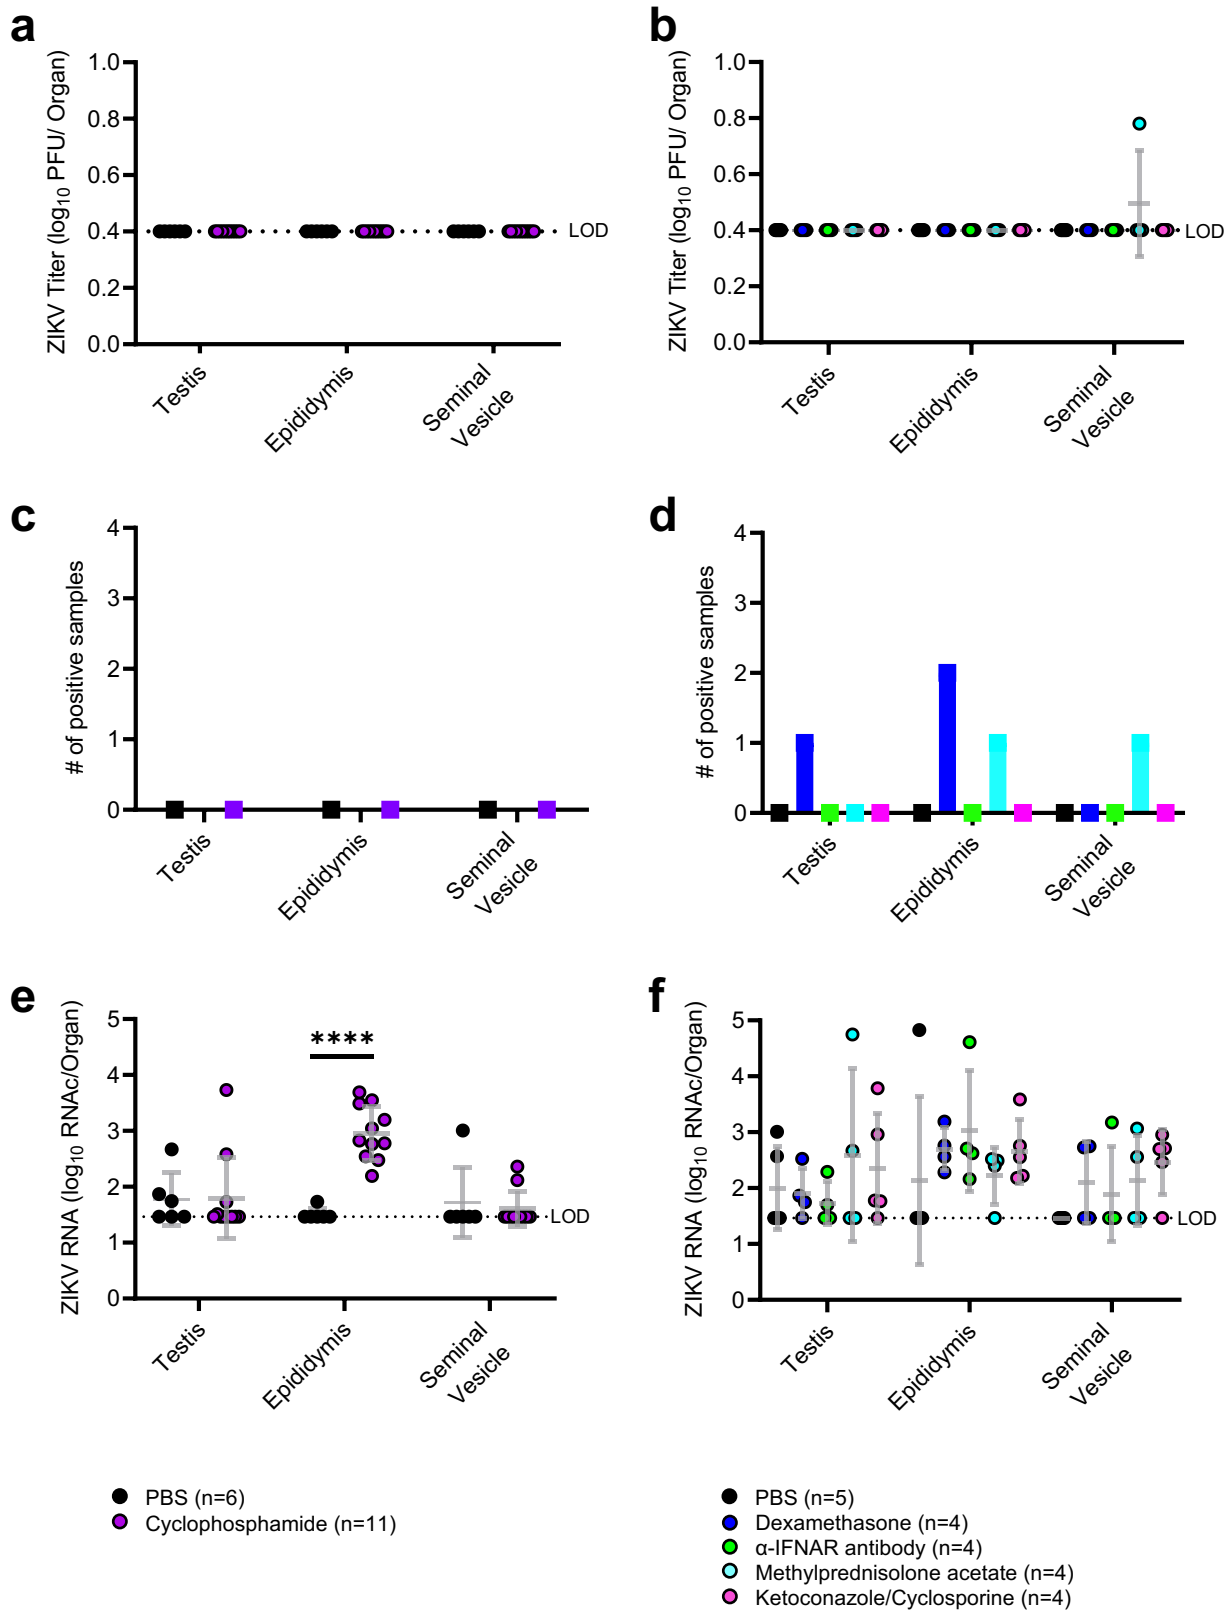 a
ZIKV Titer (log10 PFU/ Organ)
1.0
0.8
0.6
0.4
0.2
0.0
LOD
Testis
Epididymis
Seminal
Vesicle
b
ZIKV Titer (log10 PFU/ Organ)
1.0
0.8
0.6
0.4
0.2
0.0
LOD
Testis
Epididymis
Seminal
Vesicle
c
# of positive samples
4
3
2
1
0
Testis
Epididymis
Seminal
Vesicle
d
# of positive samples
4
3
2
1
0
Testis
Epididymis
Seminal
Vesicle
e
ZIKV RNA (log10 RNAc/Organ)
5
4
3
2
1
0
****
LOD
Testis
Epididymis
Seminal
Vesicle
f
ZIKV RNA (log10 RNAc/Organ)
5
4
3
2
1
0
LOD
Testis
Epididymis
Seminal
Vesicle
PBS (n=6)
Cyclophosphamide (n=11)
PBS (n=5)
Dexamethasone (n=4)
α-IFNAR antibody (n=4)
Methylprednisolone acetate (n=4)
Ketoconazole/Cyclosporine (n=4)